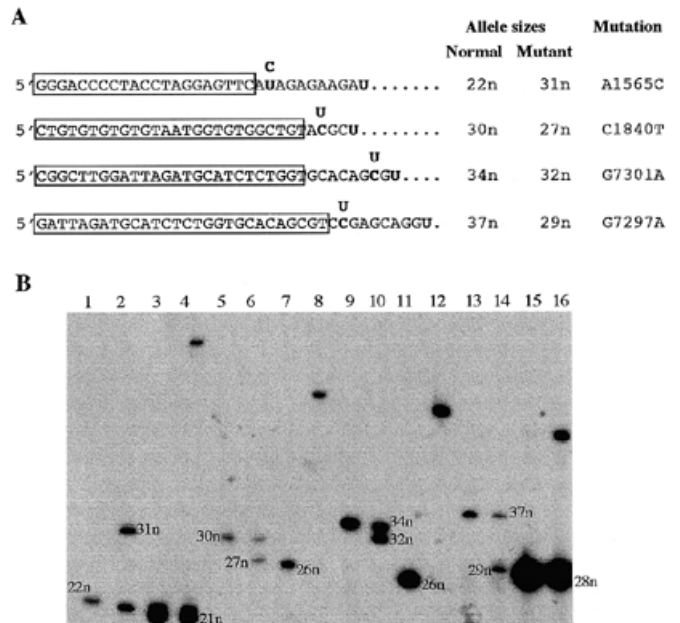 A
Allele sizes Mutation
Normal Mutant
C
5'GGGACCCCTACCTAGGAGTTCAUAGAGAAGAU....... 22n 31n A1565C
U
5'CTGTGTGTGTGTAATGGTGTGGCTGTACGCU....... 30n 27n C1840T
U
5'CGGCTTGGATTAGATGCATCTCTGGTGCACAGCGU.... 34n 32n G7301A
U
5'GATTAGATGCATCTCTGGTGCACAGCGTCCGAGCAGGU. 37n 29n G7297A
B
1 2 3 4 5 6 7 8 9 10 11 12 13 14 15 16
31n 30n 34n 37n
32n
27n 26n 29n
22n 26n 28n
21n